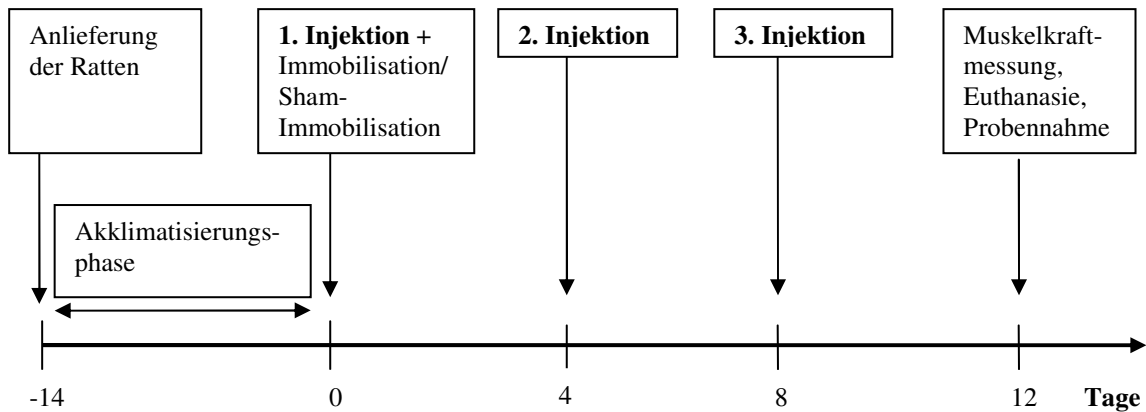 Anlieferung
der Ratten
1. Injektion +
Immobilisation/
Sham-
Immobilisation
2. Injektion
3. Injektion
Muskelkraft-
messung,
Euthanasie,
Probennahme
Akklimatisierungs-
phase
-14
0
4
8
12
Tage